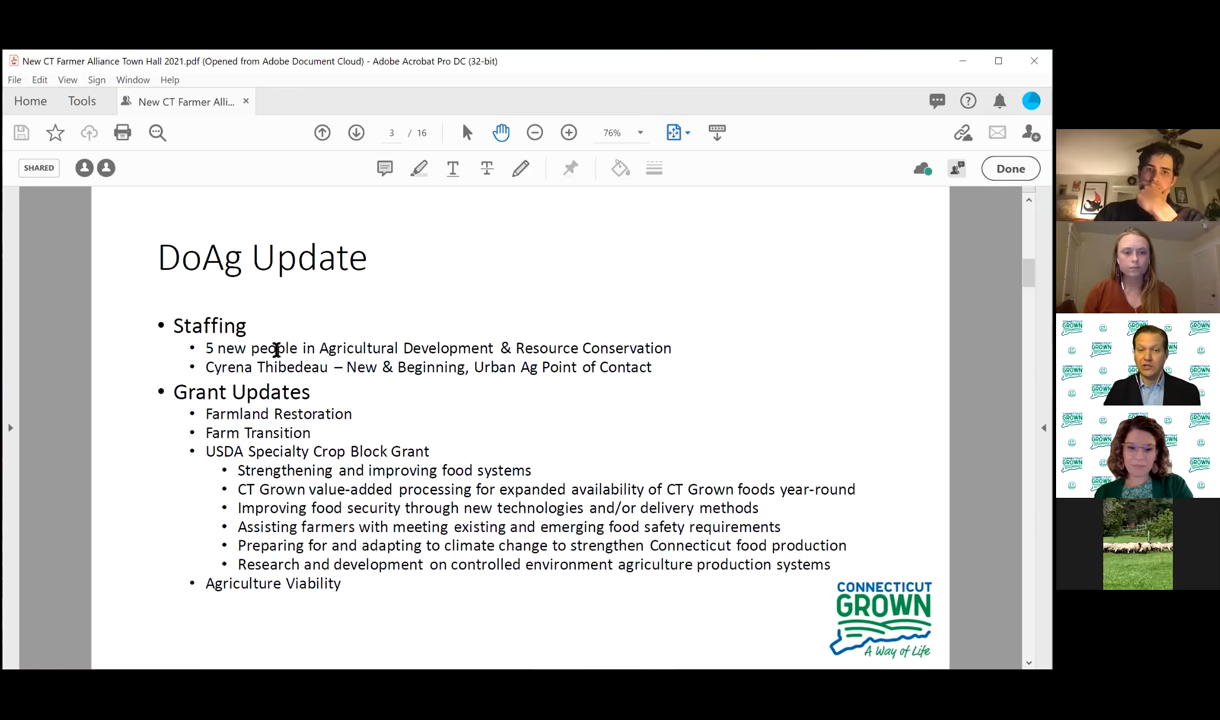 New CT Farmer Alliance Town Hall 2021.pdf (Opened from Adobe Document Cloud) - Adobe Acrobat Pro DC (32-bit)
File Edit View Sign Window Help
Home Tools New CT Farmer Alli... ×
3 / 16 76%
SHARED Done
DoAg Update
• Staffing
• 5 new people in Agricultural Development & Resource Conservation
• Cyrena Thibedeau – New & Beginning, Urban Ag Point of Contact
• Grant Updates
• Farmland Restoration
• Farm Transition
• USDA Specialty Crop Block Grant
• Strengthening and improving food systems
• CT Grown value-added processing for expanded availability of CT Grown foods year-round
• Improving food security through new technologies and/or delivery methods
• Assisting farmers with meeting existing and emerging food safety requirements
• Preparing for and adapting to climate change to strengthen Connecticut food production
• Research and development on controlled environment agriculture production systems
• Agriculture Viability
CONNECTICUT
GROWN
A Way of Life
CONNECTICUT
GROWN
CONNECTICUT
GROWN